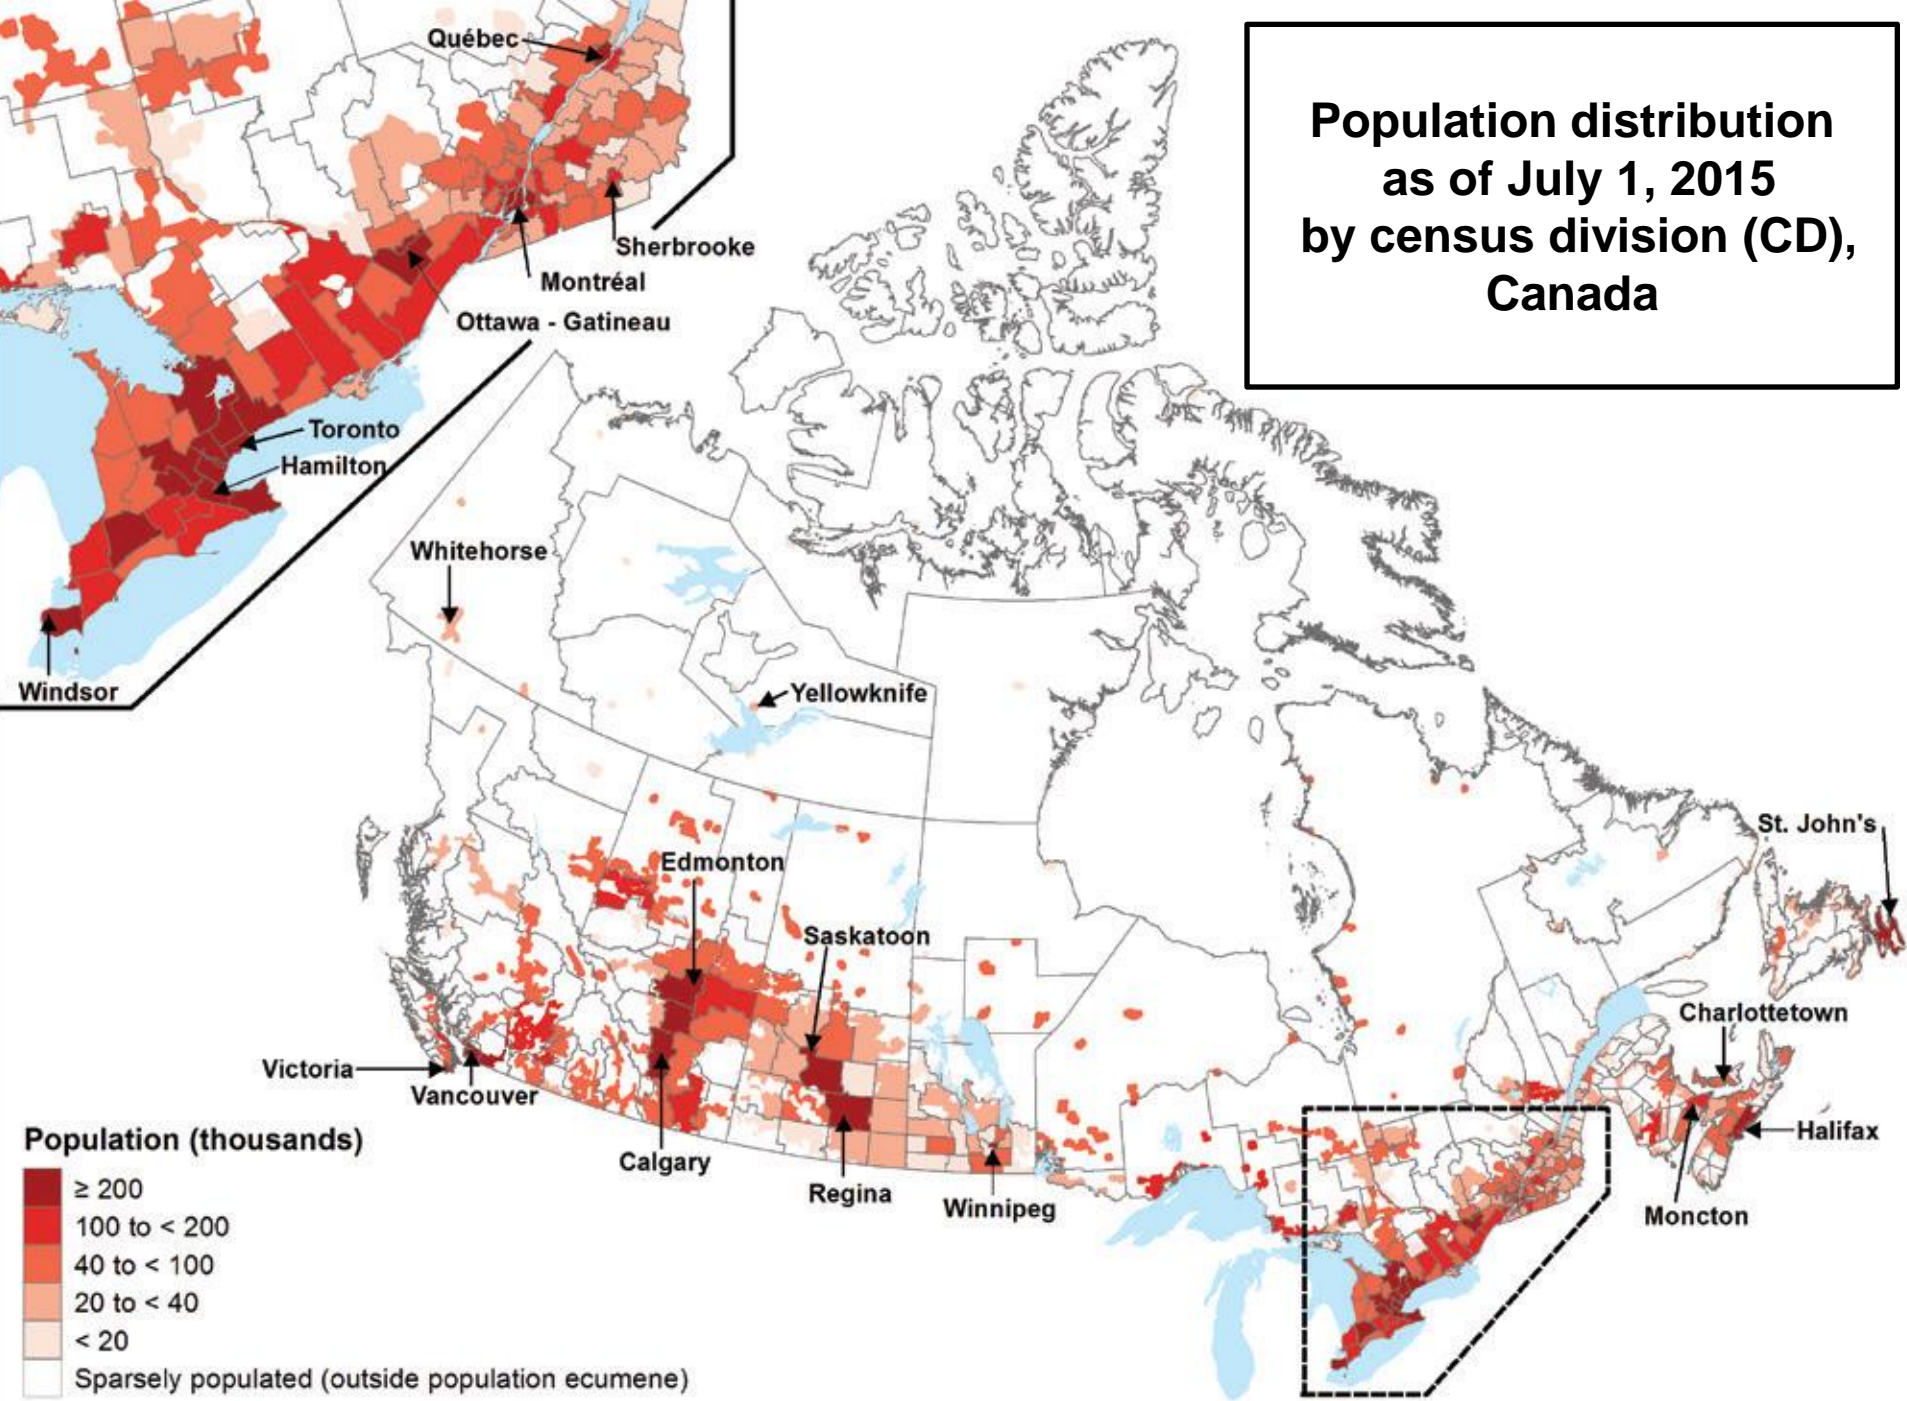 Population distribution
as of July 1, 2015
by census division (CD),
Canada
Québec
Sherbrooke
Montréal
Ottawa - Gatineau
Toronto
Hamilton
Windsor
Whitehorse
Yellowknife
Edmonton
Saskatoon
St. John's
Charlottetown
Victoria
Vancouver
Halifax
Calgary
Regina
Winnipeg
Moncton
Population (thousands)
≥ 200
100 to < 200
40 to < 100
20 to < 40
< 20
Sparsely populated (outside population ecumene)